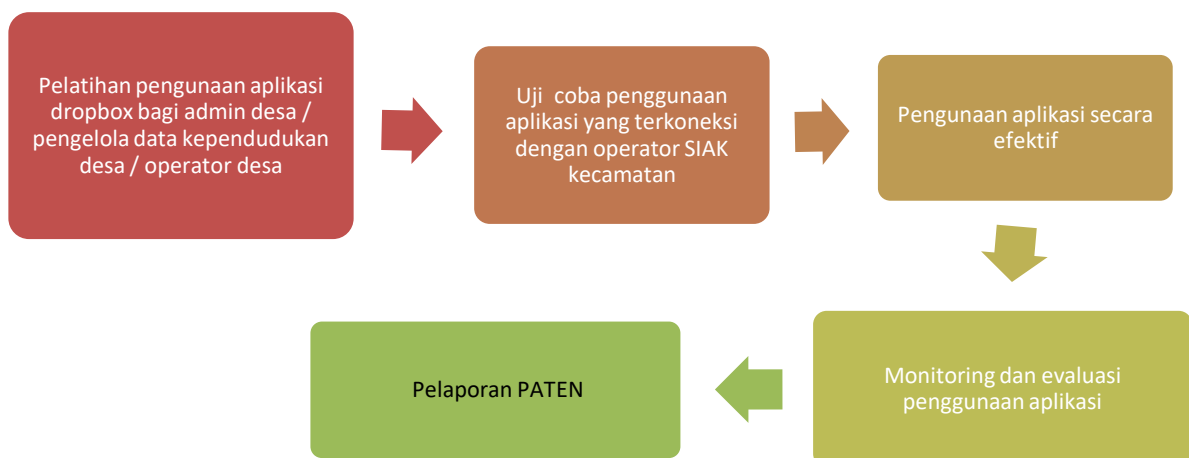 Pelatihan pengunaan aplikasi
dropbox bagi admin desa /
pengelola data kependudukan
desa / operator desa
Uji coba penggunaan
aplikasi yang terkoneksi
dengan operator SIAK
kecamatan
Pengunaan aplikasi secara
efektif
Monitoring dan evaluasi
penggunaan aplikasi
Pelaporan PATEN